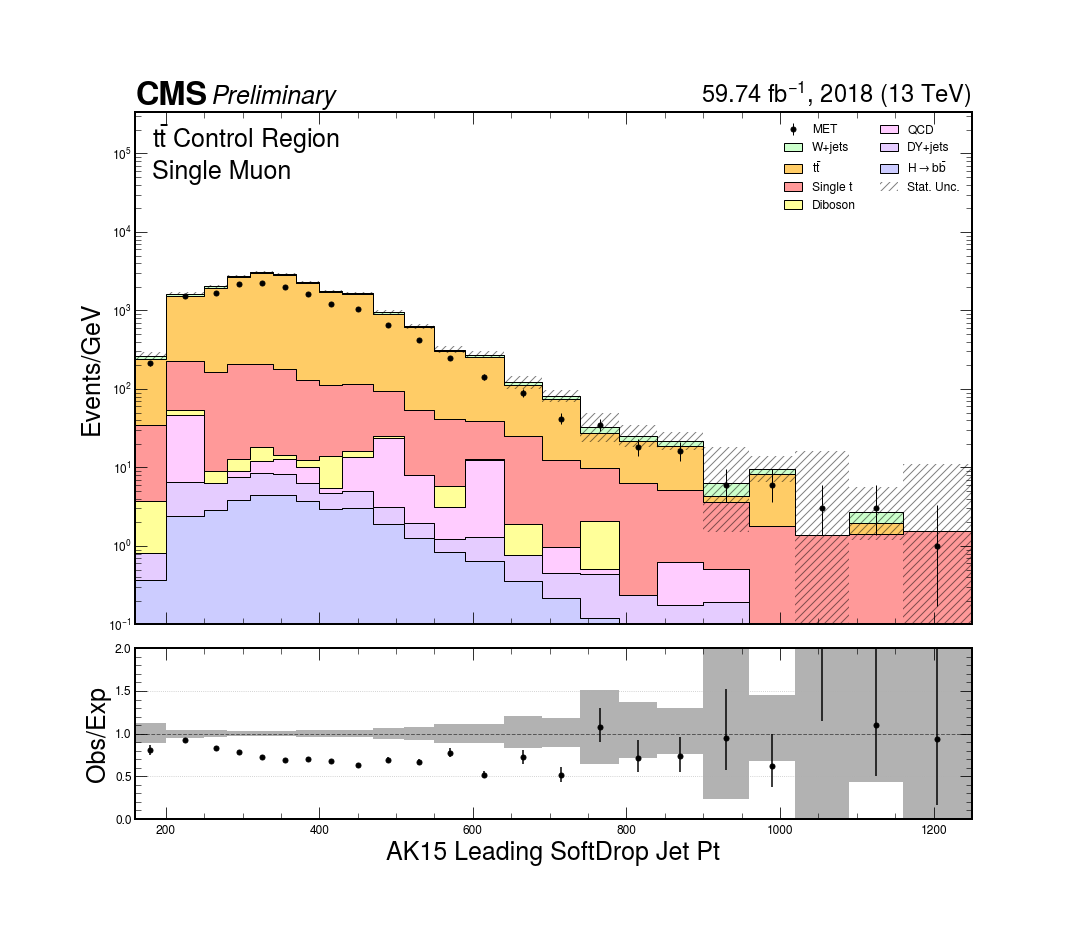 CMS Preliminary
59.74 fb⁻¹, 2018 (13 TeV)
tt̄ Control Region
Single Muon
MET
W+jets
tt̄
Single t
Diboson
QCD
DY+jets
H→bb̄
Stat. Unc.
Events/GeV
10⁵
10⁴
10³
10²
10¹
10⁰
10⁻¹
Obs/Exp
2.0
1.5
1.0
0.5
0.0
200 400 600 800 1000 1200
AK15 Leading SoftDrop Jet Pt